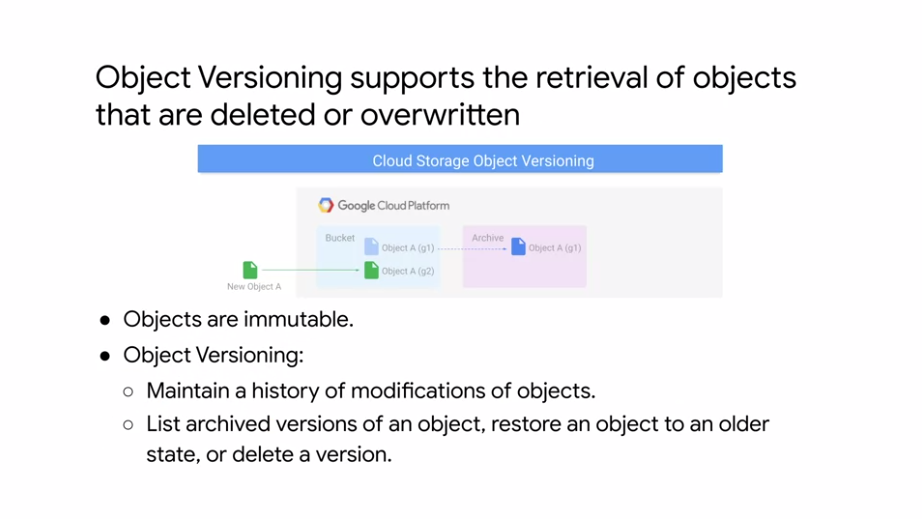 Object Versioning supports the retrieval of objects
that are deleted or overwritten
Cloud Storage Object Versioning
Google Cloud Platform
Bucket
Object A (g1)
Archive
Object A (g1)
Object A (g2)
New Object A
● Objects are immutable.
● Object Versioning:
○ Maintain a history of modifications of objects.
○ List archived versions of an object, restore an object to an older
state, or delete a version.